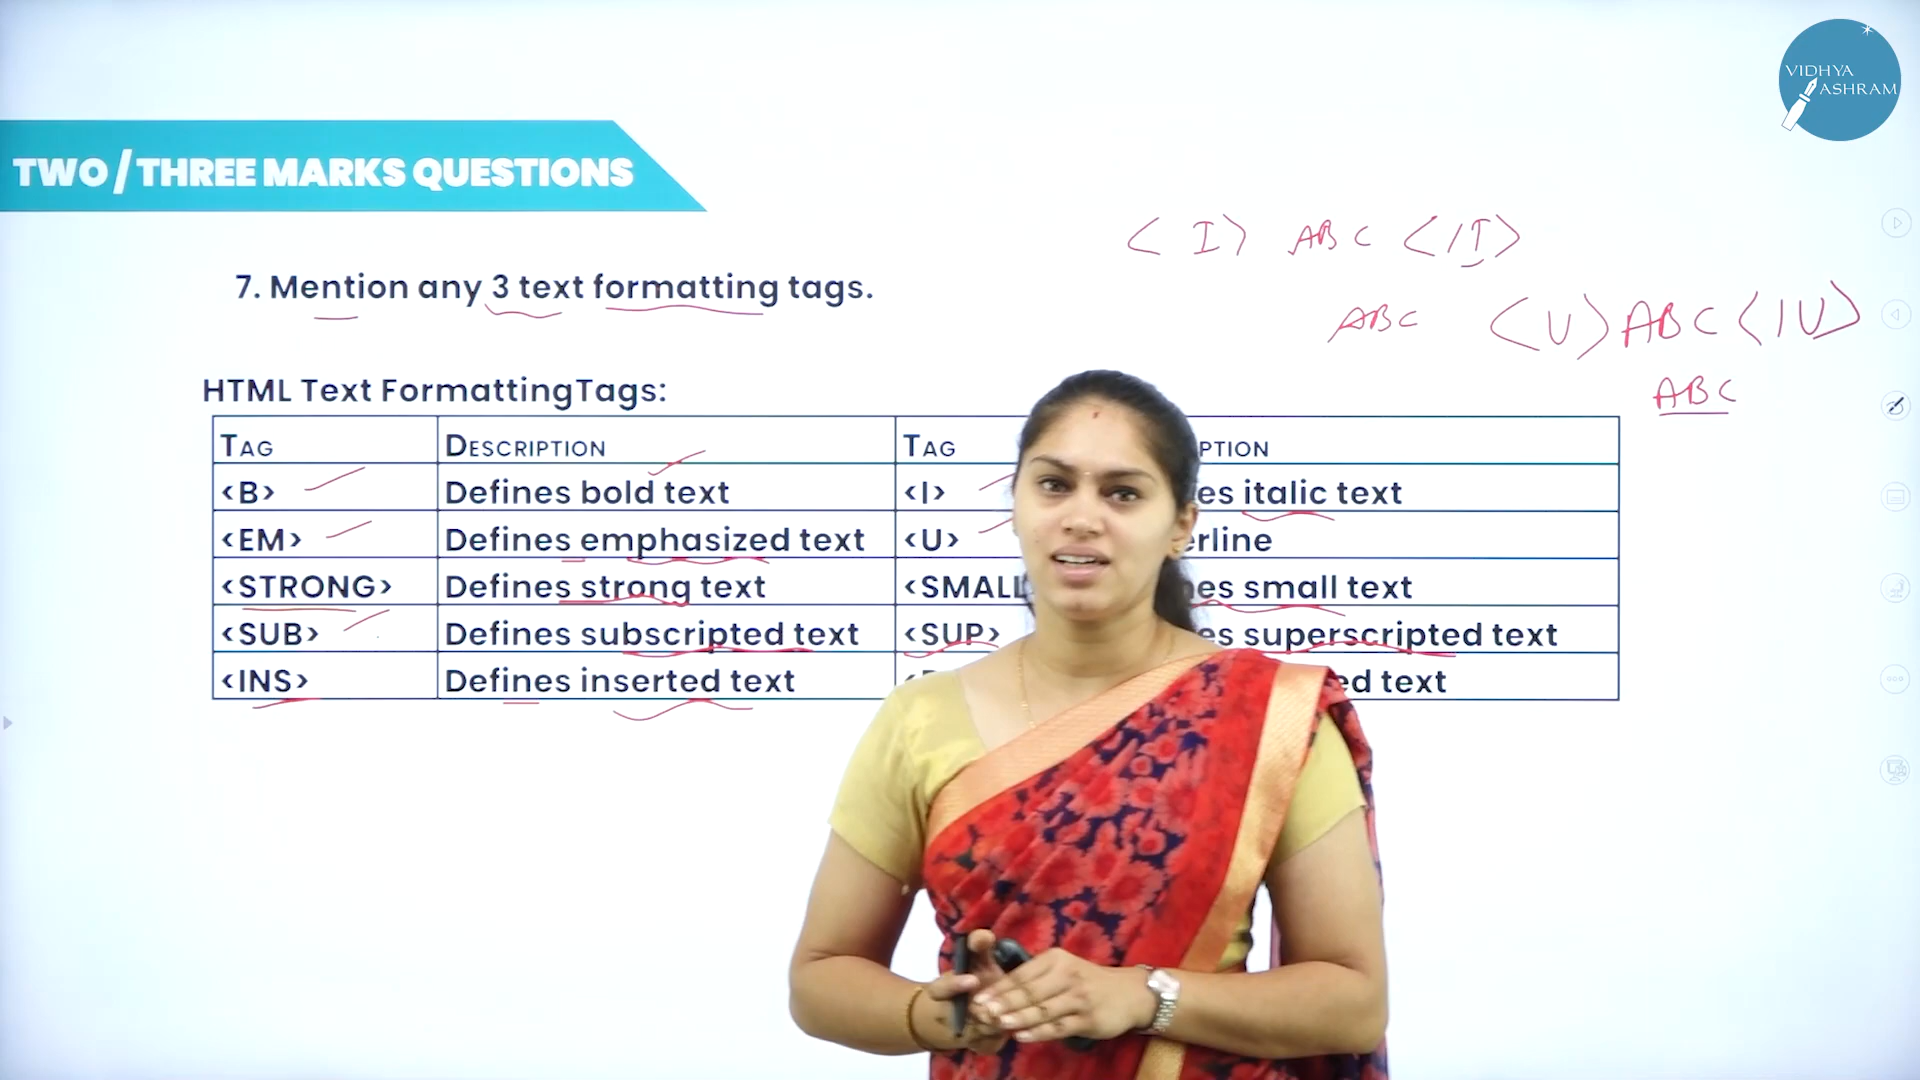 VIDHYA
ASHRAM
TWO / THREE MARKS QUESTIONS
<I> ABC </I>
7. Mention any 3 text formatting tags.
ABC <U> ABC </U>
ABC
HTML Text FormattingTags:
TAG DESCRIPTION TAG PTION
<B> Defines bold text <I> es italic text
<EM> Defines emphasized text <U> erline
<STRONG> Defines strong text <SMALL es small text
<SUB> Defines subscripted text <SUP> es superscripted text
<INS> Defines inserted text ed text